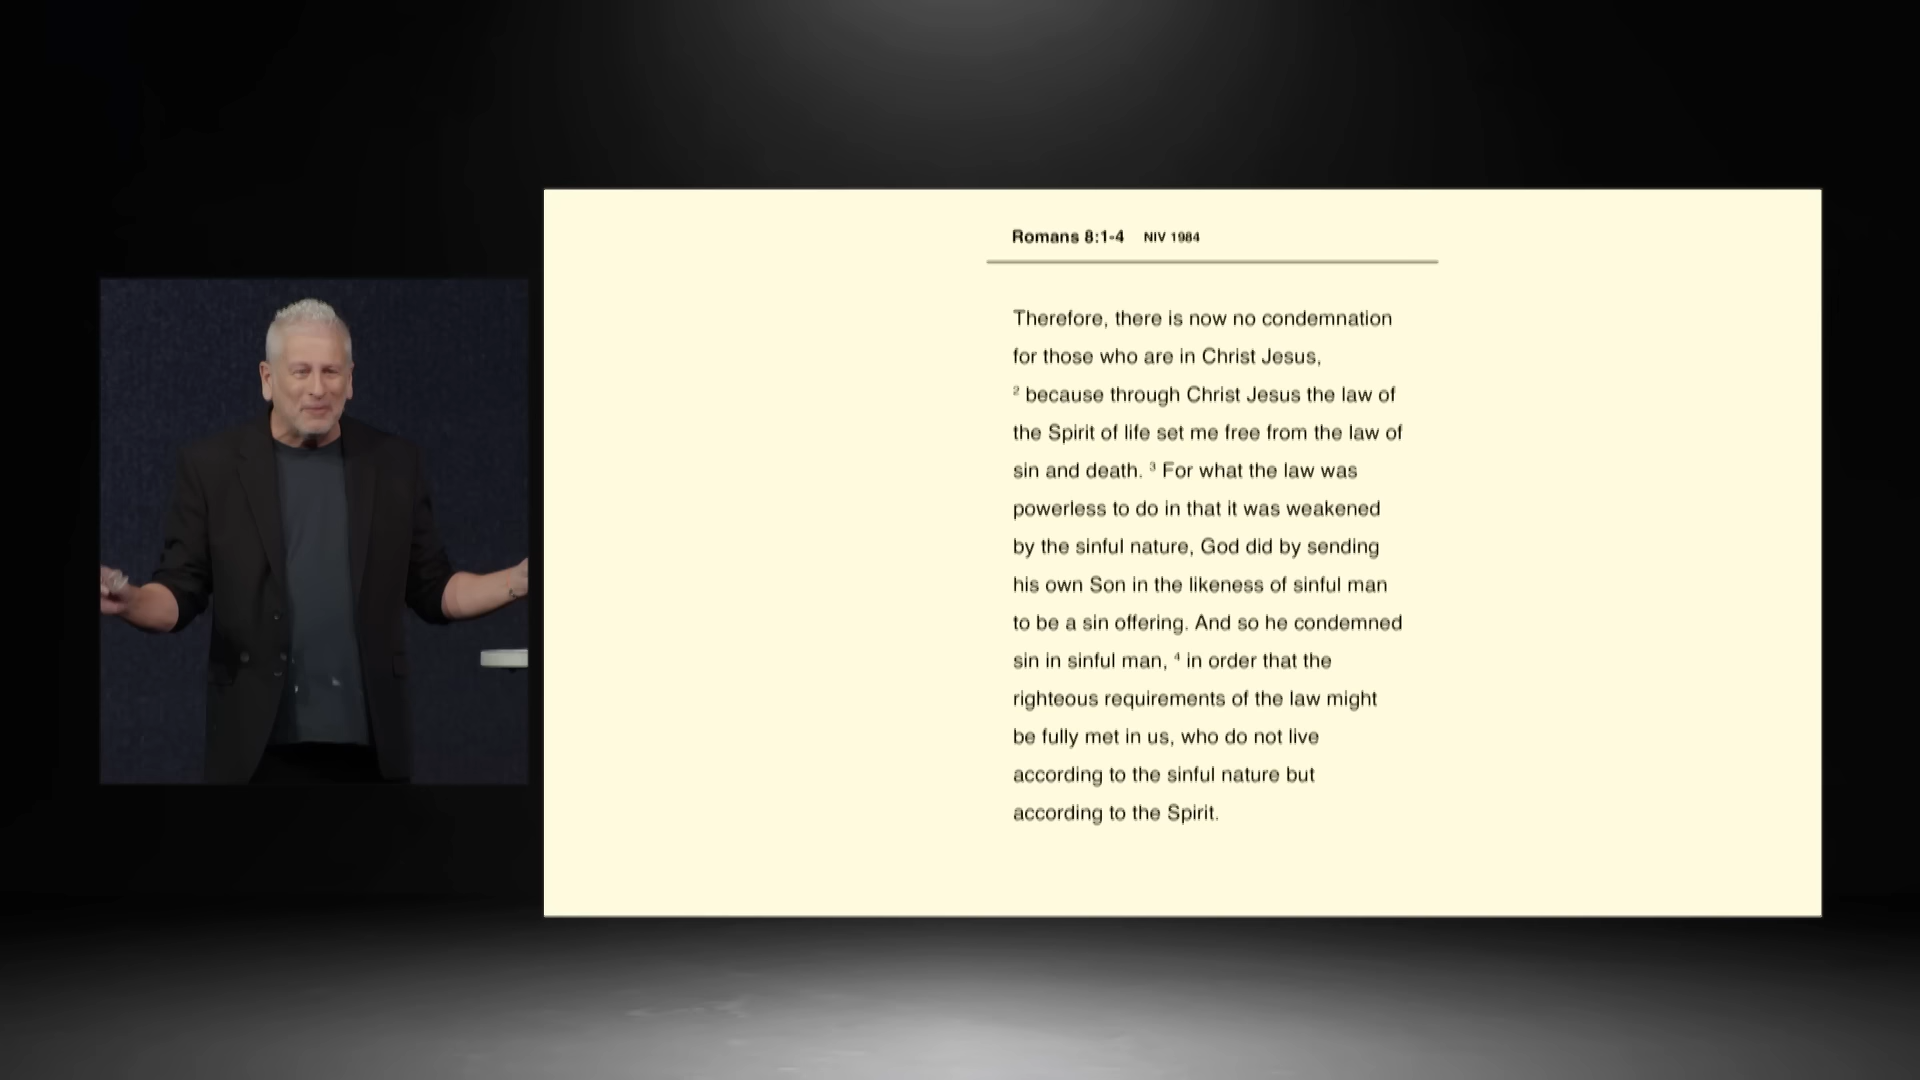 Romans 8:1-4 NIV 1984
Therefore, there is now no condemnation
for those who are in Christ Jesus,
² because through Christ Jesus the law of
the Spirit of life set me free from the law of
sin and death. ³ For what the law was
powerless to do in that it was weakened
by the sinful nature, God did by sending
his own Son in the likeness of sinful man
to be a sin offering. And so he condemned
sin in sinful man, ⁴ in order that the
righteous requirements of the law might
be fully met in us, who do not live
according to the sinful nature but
according to the Spirit.